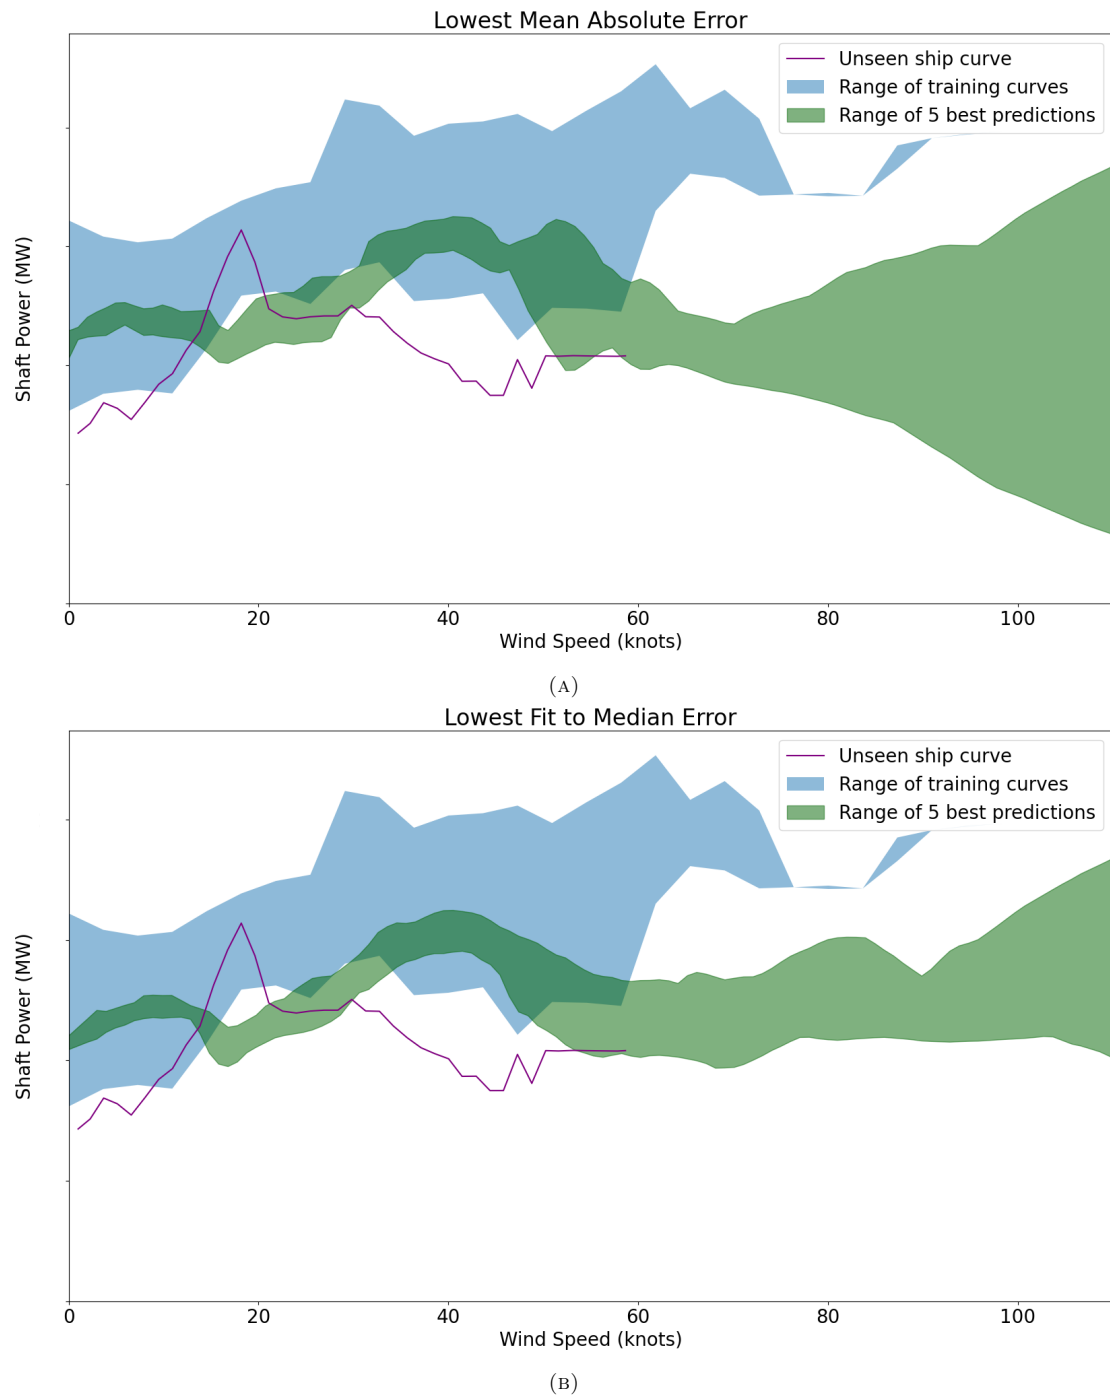 Lowest Mean Absolute Error
Unseen ship curve
Range of training curves
Range of 5 best predictions
Shaft Power (MW)
0 20 40 60 80 100
Wind Speed (knots)
(A)
Lowest Fit to Median Error
Unseen ship curve
Range of training curves
Range of 5 best predictions
Shaft Power (MW)
0 20 40 60 80 100
Wind Speed (knots)
(B)